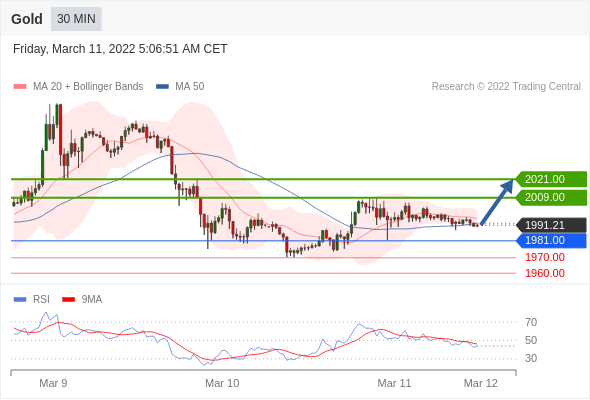 Gold 30 MIN
Friday, March 11, 2022 5:06:51 AM CET
MA 20 + Bollinger Bands MA 50 Research © 2022 Trading Central
2021.00
2009.00
1991.21
1981.00
1970.00
1960.00
RSI 9MA
70
50
30
Mar 9 Mar 10 Mar 11 Mar 12